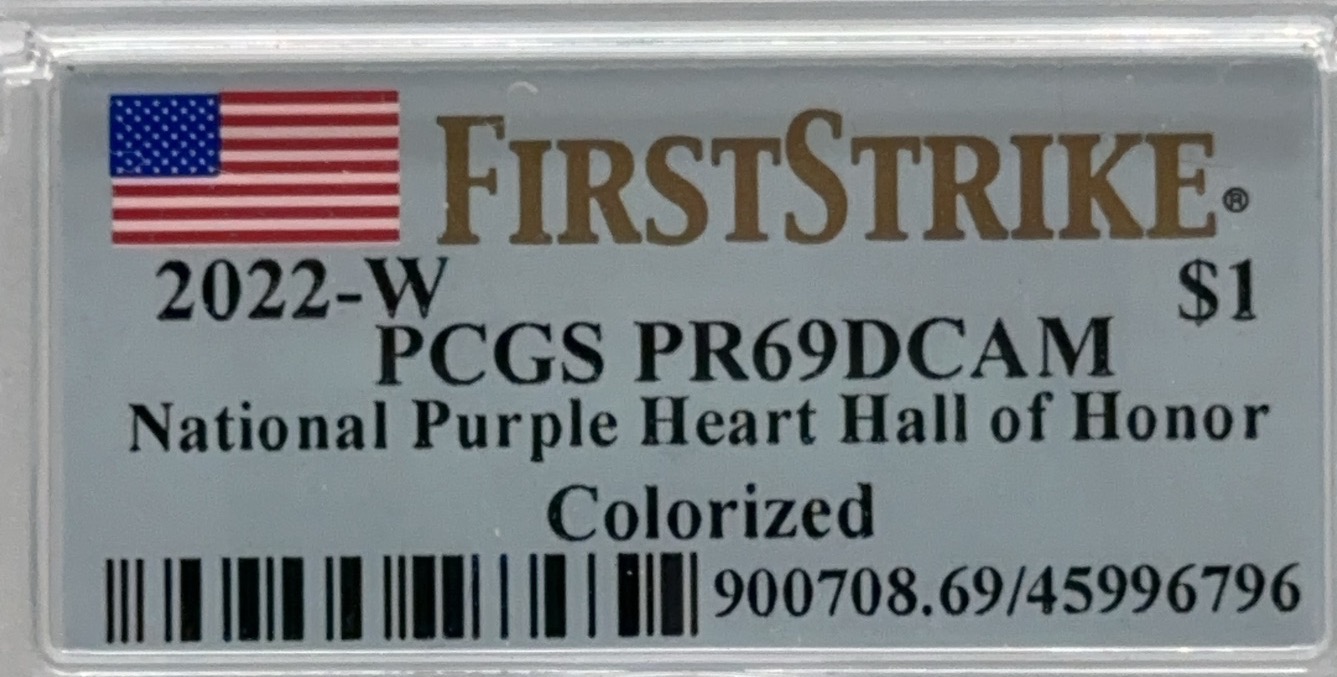 FIRSTSTRIKE®
2022-W $1
PCGS PR69DCAM
National Purple Heart Hall of Honor
Colorized
900708.69/45996796